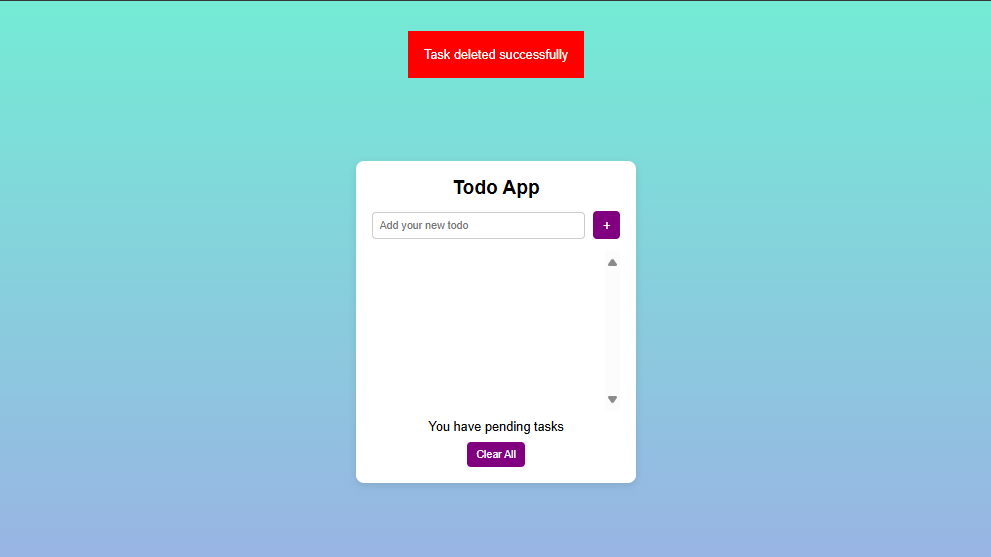 Task deleted successfully
Todo App
Add your new todo
+
You have pending tasks
Clear All